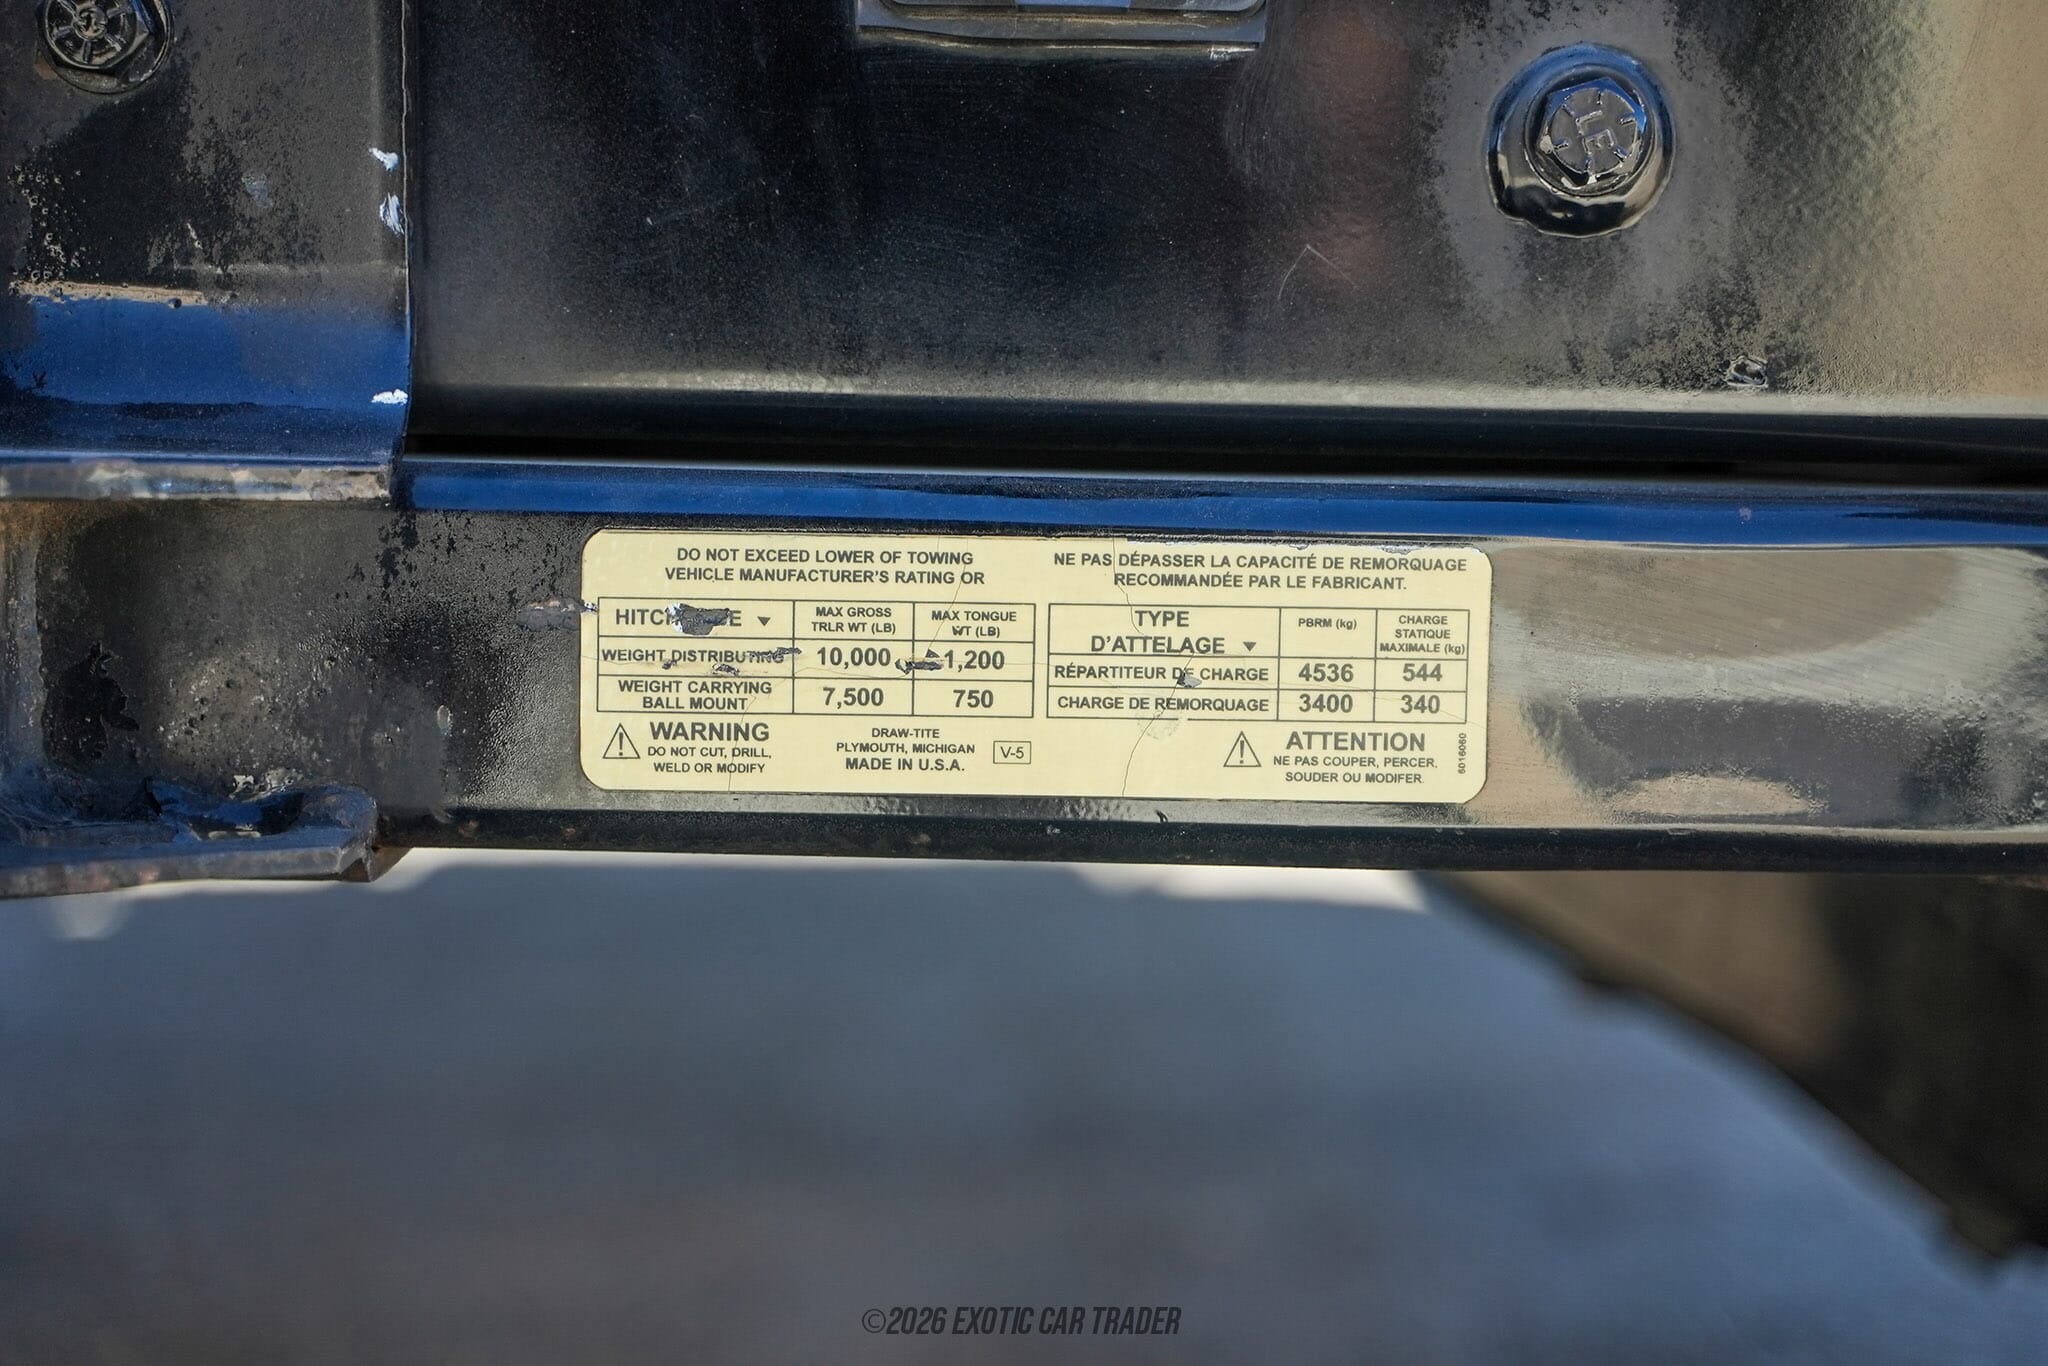 LE
DO NOT EXCEED LOWER OF TOWING
VEHICLE MANUFACTURER'S RATING OR
MAX GROSS
TRLR WT (LB)
MAX TONGUE
WT (LB)
WEIGHT DISTRIBUTING 10,000 1,200
WEIGHT CARRYING
BALL MOUNT
7,500 750
WARNING
DO NOT CUT, DRILL,
WELD OR MODIFY
DRAW-TITE
PLYMOUTH, MICHIGAN
MADE IN U.S.A.
V-5
NE PAS DÉPASSER LA CAPACITÉ DE REMORQUAGE
RECOMMANDÉE PAR LE FABRICANT.
TYPE
D'ATTELAGE
PBRM (kg)
CHARGE
STATIQUE
MAXIMALE (kg)
RÉPARTITEUR DE CHARGE 4536 544
CHARGE DE REMORQUAGE 3400 340
ATTENTION
NE PAS COUPER, PERCER,
SOUDER OU MODIFER.
6016060
©2026 EXOTIC CAR TRADER